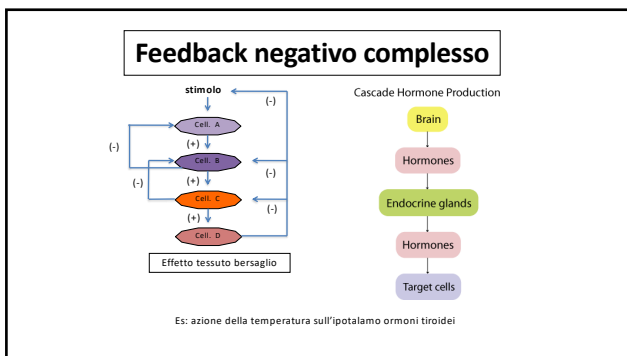 Feedback negativo complesso
stimolo
(-)
Cell. A
(-)
(+)
Cell. B
(-)
(-)
(+)
Cell. C
(-)
(+)
Cell. D
Effetto tessuto bersaglio
Cascade Hormone Production
Brain
Hormones
Endocrine glands
Hormones
Target cells
Es: azione della temperatura sull'ipotalamo ormoni tiroidei